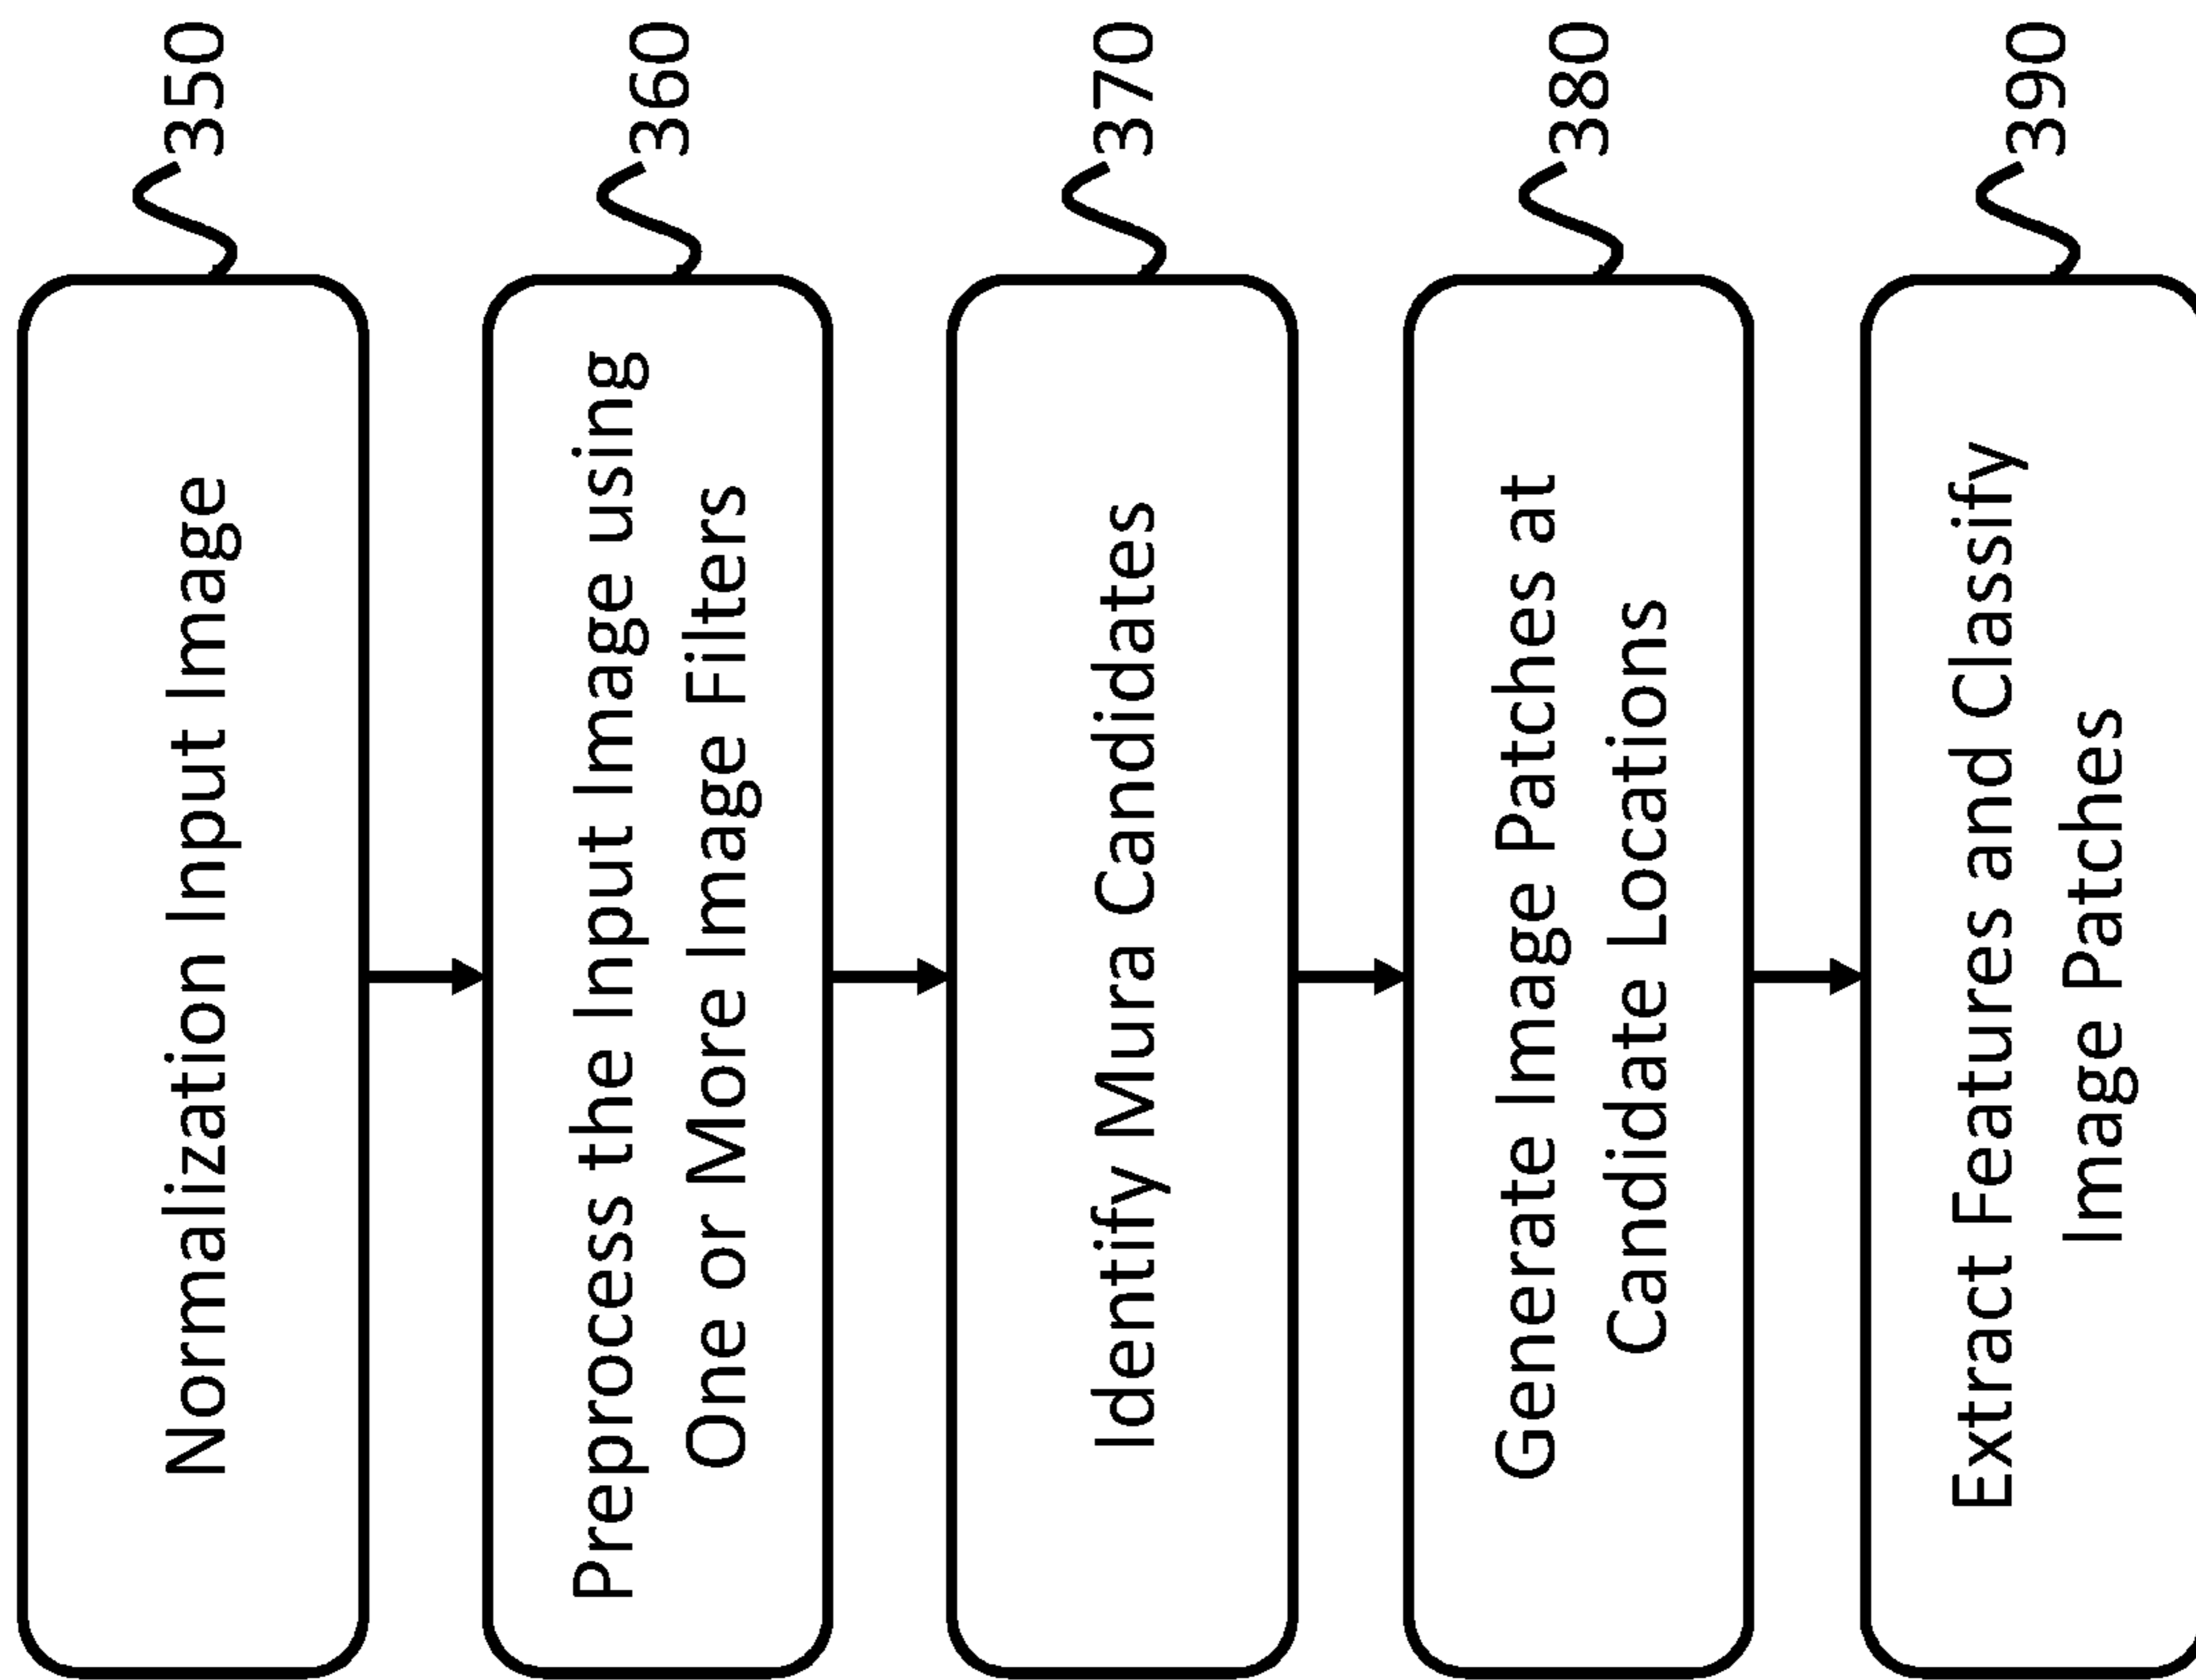 Normalization Input Image
350
Preprocess the Input Image using
One or More Image Filters
360
Identify Mura Candidates
370
Generate Image Patches at
Candidate Locations
380
Extract Features and Classify
Image Patches
390